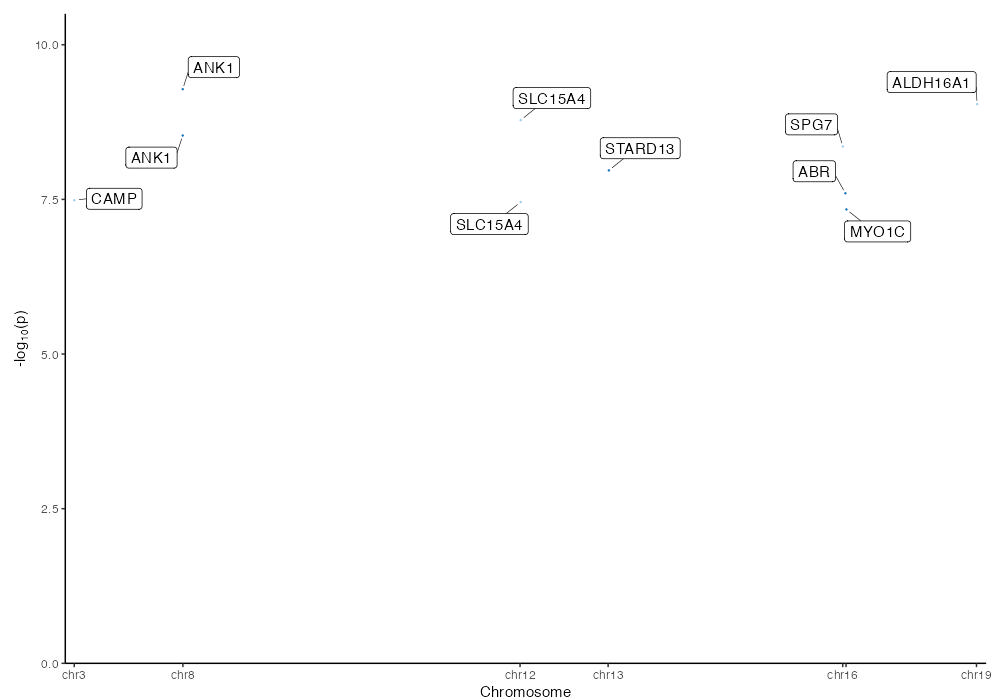 10.0
ANK1
ALDH16A1
SLC15A4
SPG7
ANK1
STARD13
ABR
7.5
CAMP
SLC15A4
MYO1C
-log10(p)
5.0
2.5
0.0
chr3 chr8 chr12 chr13 chr16 chr19
Chromosome